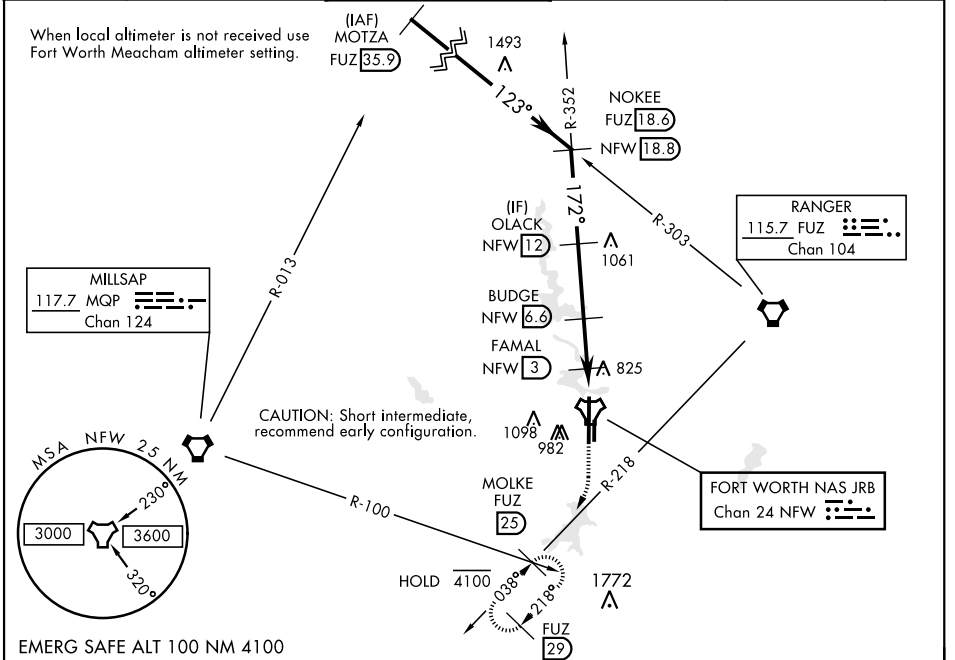 When local altimeter is not received use
Fort Worth Meacham altimeter setting.
(IAF)
MOTZA
FUZ 35.9
1493
123°
R-352
NOKEE
FUZ 18.6
NFW 18.8
172°
R-303
RANGER
115.7 FUZ
Chan 104
(IF)
OLACK
NFW 12
1061
R-013
MILLSAP
117.7 MQP
Chan 124
BUDGE
NFW 6.6
FAMAL
NFW 3
825
CAUTION: Short intermediate,
recommend early configuration.
1098
982
MSA NFW 25 NM
230°
3000
3600
320°
R-100
R-218
MOLKE
FUZ
25
FORT WORTH NAS JRB
Chan 24 NFW
HOLD 4100
038°
218°
1772
FUZ
29
EMERG SAFE ALT 100 NM 4100